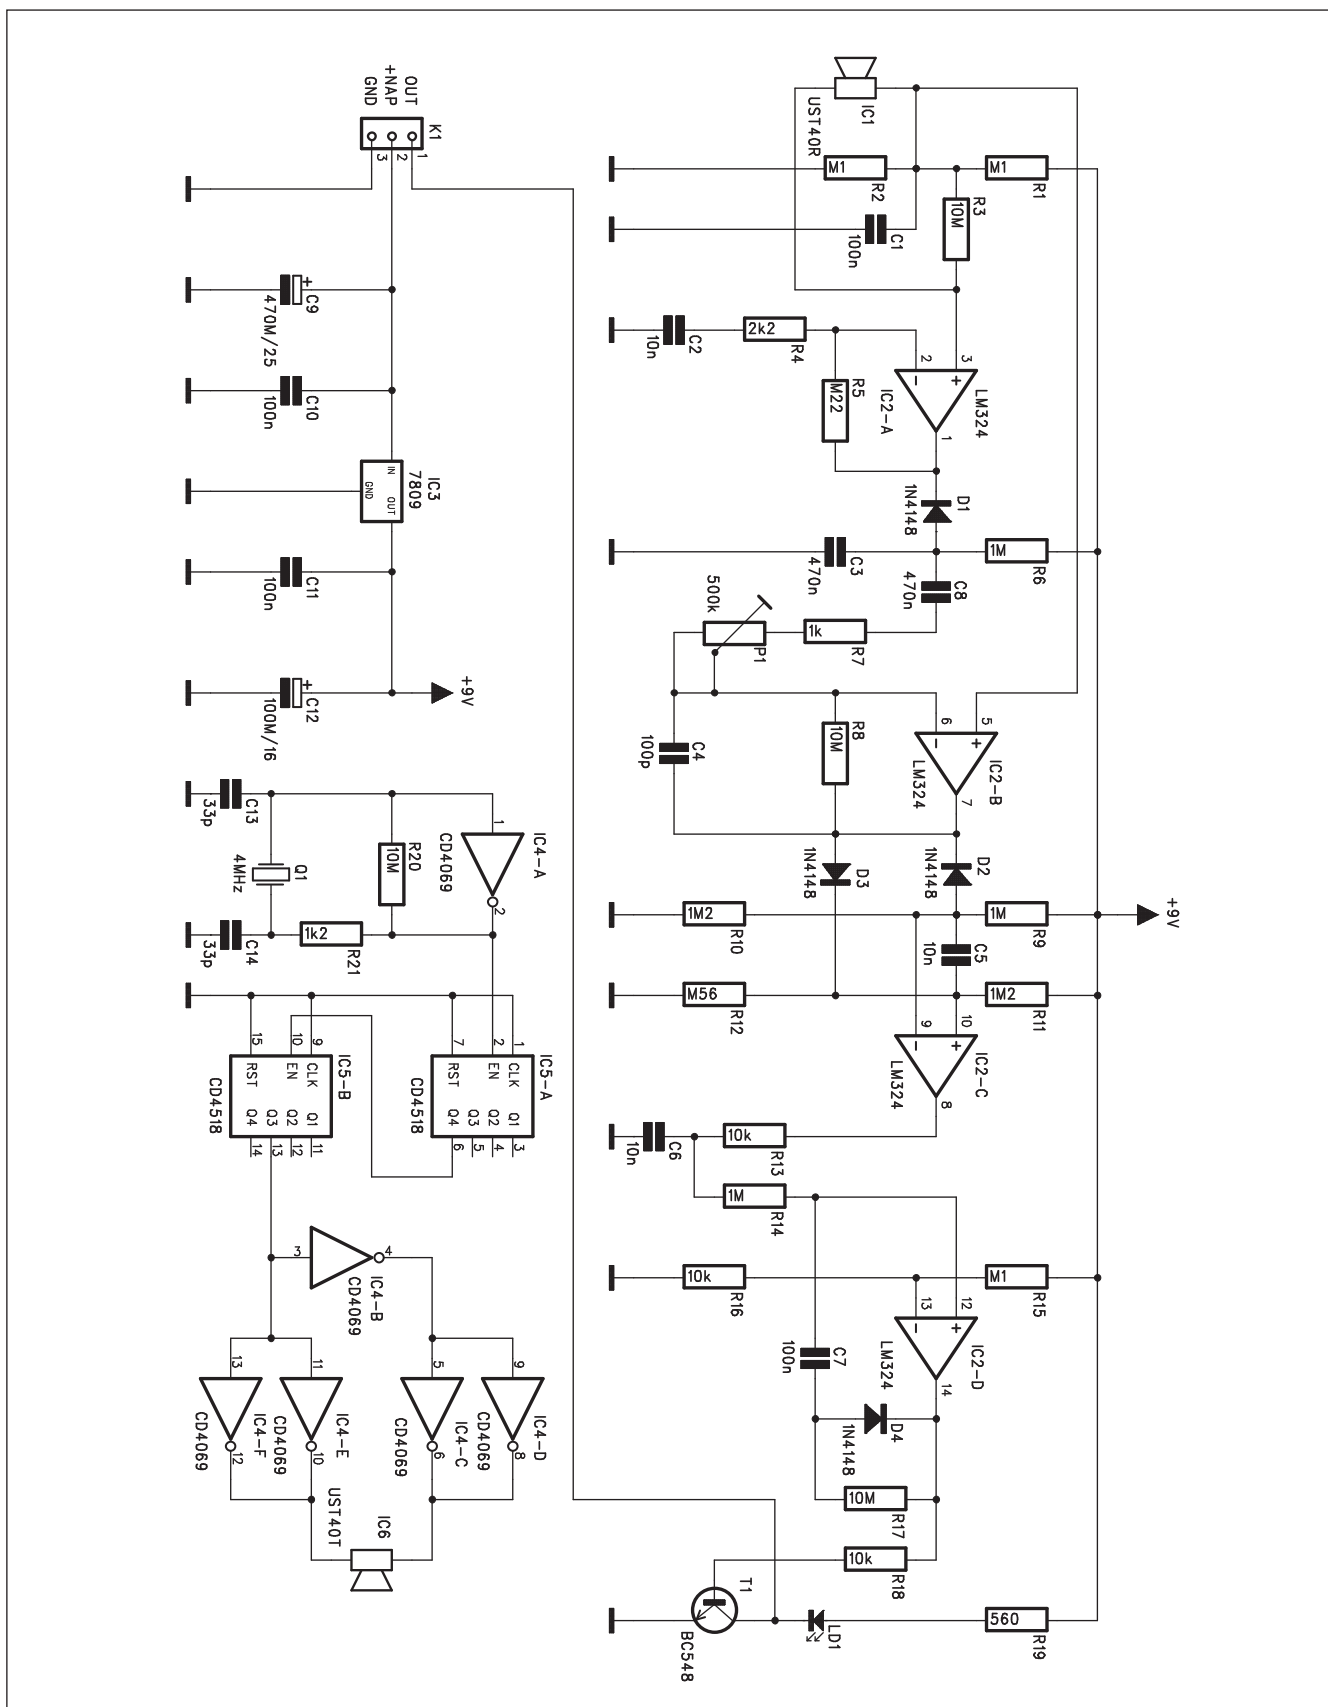 IC1
UST40R
M1
R2
M1
R1
R3
10M
C1
100n
C2
10n
2k2
R4
R5
M22
2
3
1
IC2-A
LM324
D1
1N4148
1M
R6
C3
470n
C8
470n
500k
P1
1k
R7
R8
10M
C4
100p
6
5
7
IC2-B
LM324
D3
1N4148
D2
1N4148
+9V
1M2
R10
1M
R9
C5
10n
M56
R12
1M2
R11
9
10
8
IC2-C
LM324
C6
10n
10k
R13
1M
R14
10k
R16
M1
R15
13
12
14
IC2-D
LM324
C7
100n
D4
1N4148
10M
R17
10k
R18
T1
BC548
LD1
560
R19
OUT
+NAP
GND
K1
1
2
3
+
C9
470M/25
C10
100n
IC3
7809
IN
GND
OUT
C11
100n
+
C12
100M/16
+9V
C13
33p
Q1
4MHz
R20
10M
1
2
IC4-A
CD4069
C14
33p
1k2
R21
15
10
9
RST
EN
CLK
Q4
Q3
Q2
Q1
14
13
12
11
IC5-B
CD4518
7
2
1
RST
EN
CLK
Q4
Q3
Q2
Q1
6
5
4
3
IC5-A
CD4518
3
4
IC4-B
CD4069
13
12
IC4-F
CD4069
11
10
IC4-E
CD4069
5
6
IC4-C
CD4069
9
8
IC4-D
CD4069
IC6
UST40T